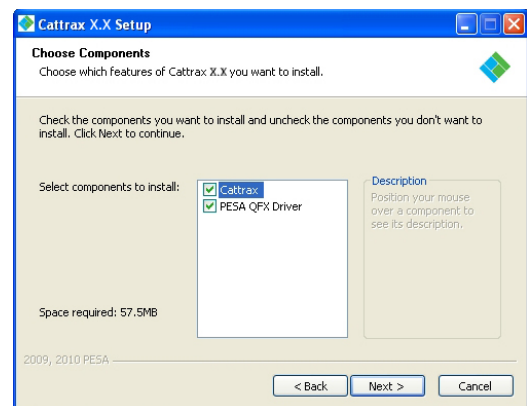 Cattrax X.X Setup
Choose Components
Choose which features of Cattrax X.X you want to install.
Check the components you want to install and uncheck the components you don't want to
install. Click Next to continue.
Select components to install:
Cattrax
PESA QFX Driver
Description
Position your mouse
over a component to
see its description.
Space required: 57.5MB
2009, 2010 PESA
< Back
Next >
Cancel